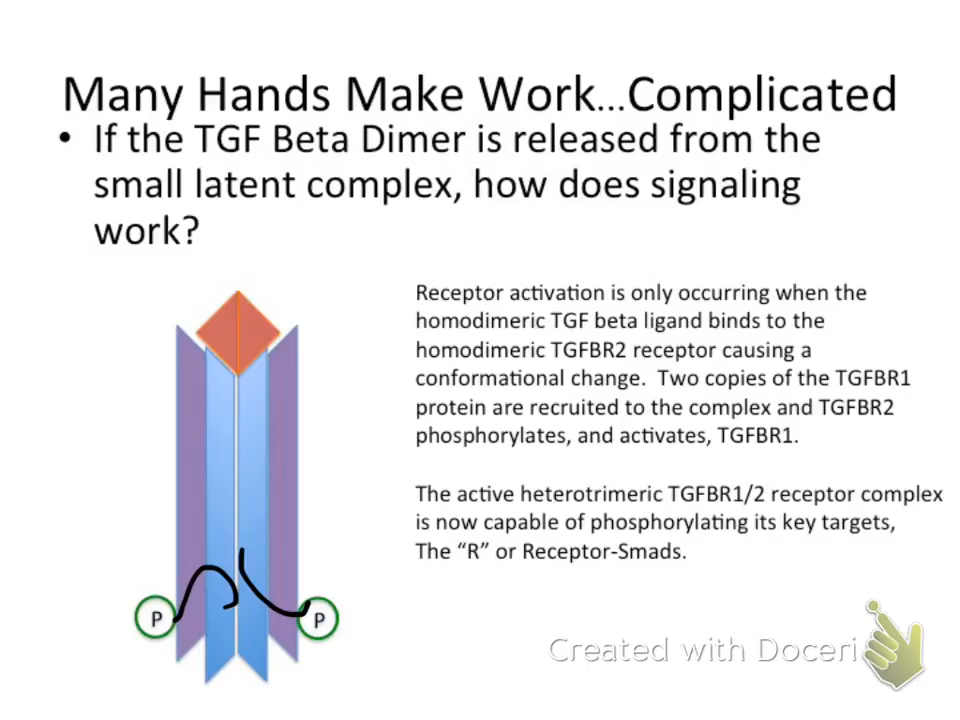 Many Hands Make Work...Complicated
• If the TGF Beta Dimer is released from the
small latent complex, how does signaling
work?
Receptor activation is only occurring when the
homodimeric TGF beta ligand binds to the
homodimeric TGFBR2 receptor causing a
conformational change. Two copies of the TGFBR1
protein are recruited to the complex and TGFBR2
phosphorylates, and activates, TGFBR1.
The active heterotrimeric TGFBR1/2 receptor complex
is now capable of phosphorylating its key targets,
The “R” or Receptor-Smads.
P
P
Created with Doceri